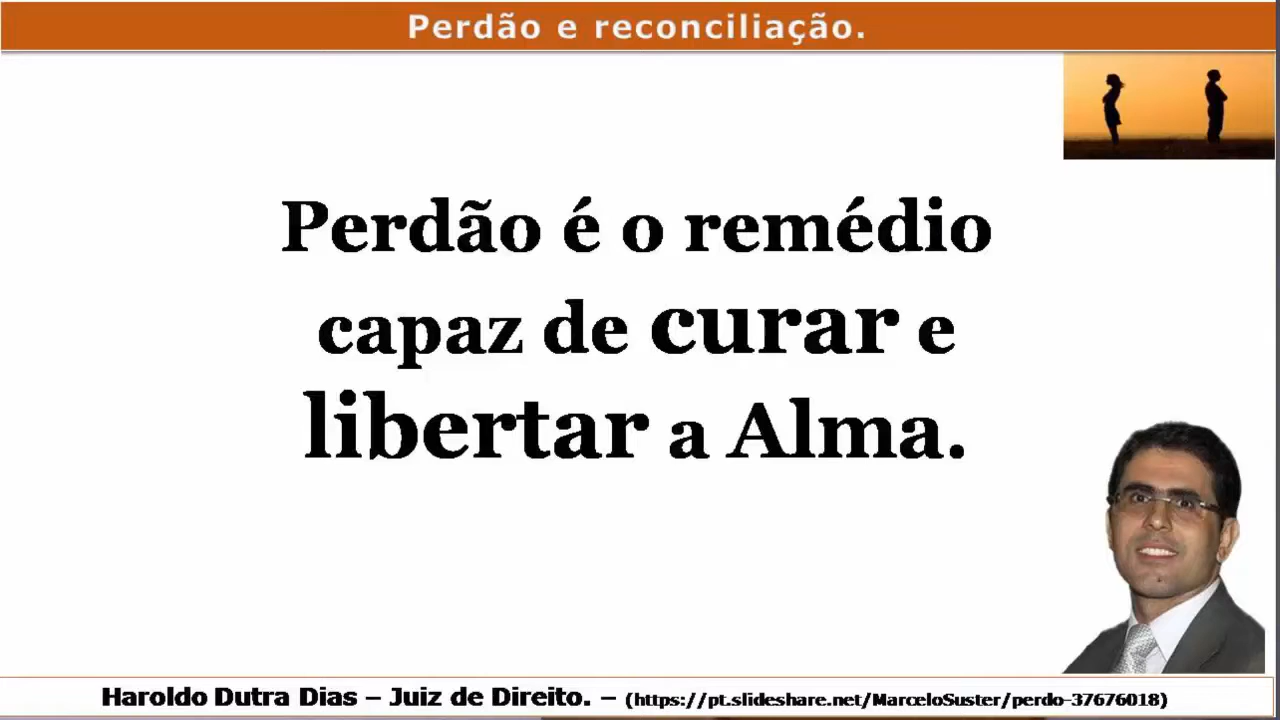 Perdão e reconciliação.
Perdão é o remédio
capaz de curar e
libertar a Alma.
Haroldo Dutra Dias – Juiz de Direito. – (https://pt.slideshare.net/MarceloSuster/perdo-37676018)